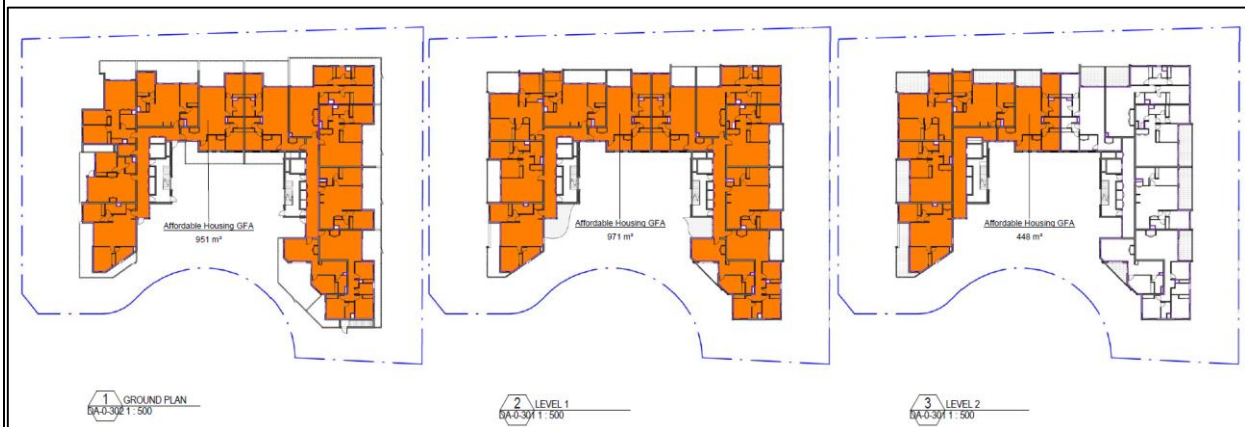 Affordable Housing GFA
951 m²
Affordable Housing GFA
971 m²
Affordable Housing GFA
448 m²
1 GROUND PLAN
DA-0-302 1 : 500
2 LEVEL 1
DA-0-301 1 : 500
3 LEVEL 2
DA-0-301 1 : 500